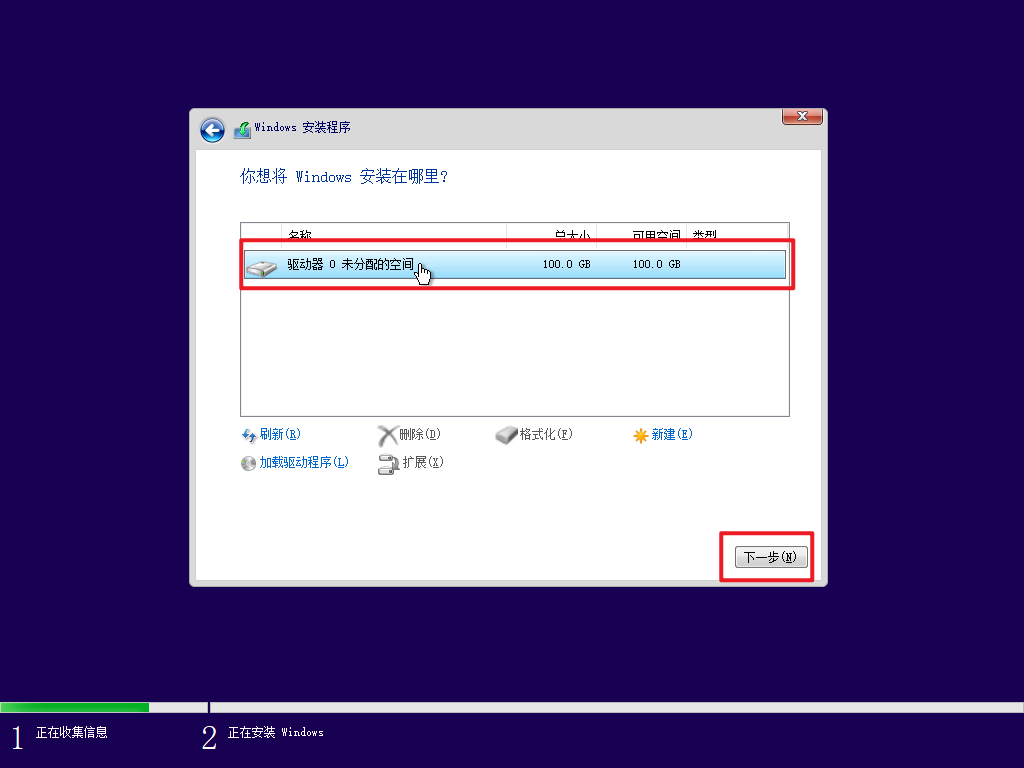 Windows 安装程序
你想将 Windows 安装在哪里?
名称 总大小 可用空间 类型
驱动器 0 未分配的空间 100.0 GB 100.0 GB
刷新(R) 删除(D) 格式化(F) 新建(E)
加载驱动程序(L) 扩展(X)
下一步(N)
1 正在收集信息 2 正在安装 Windows